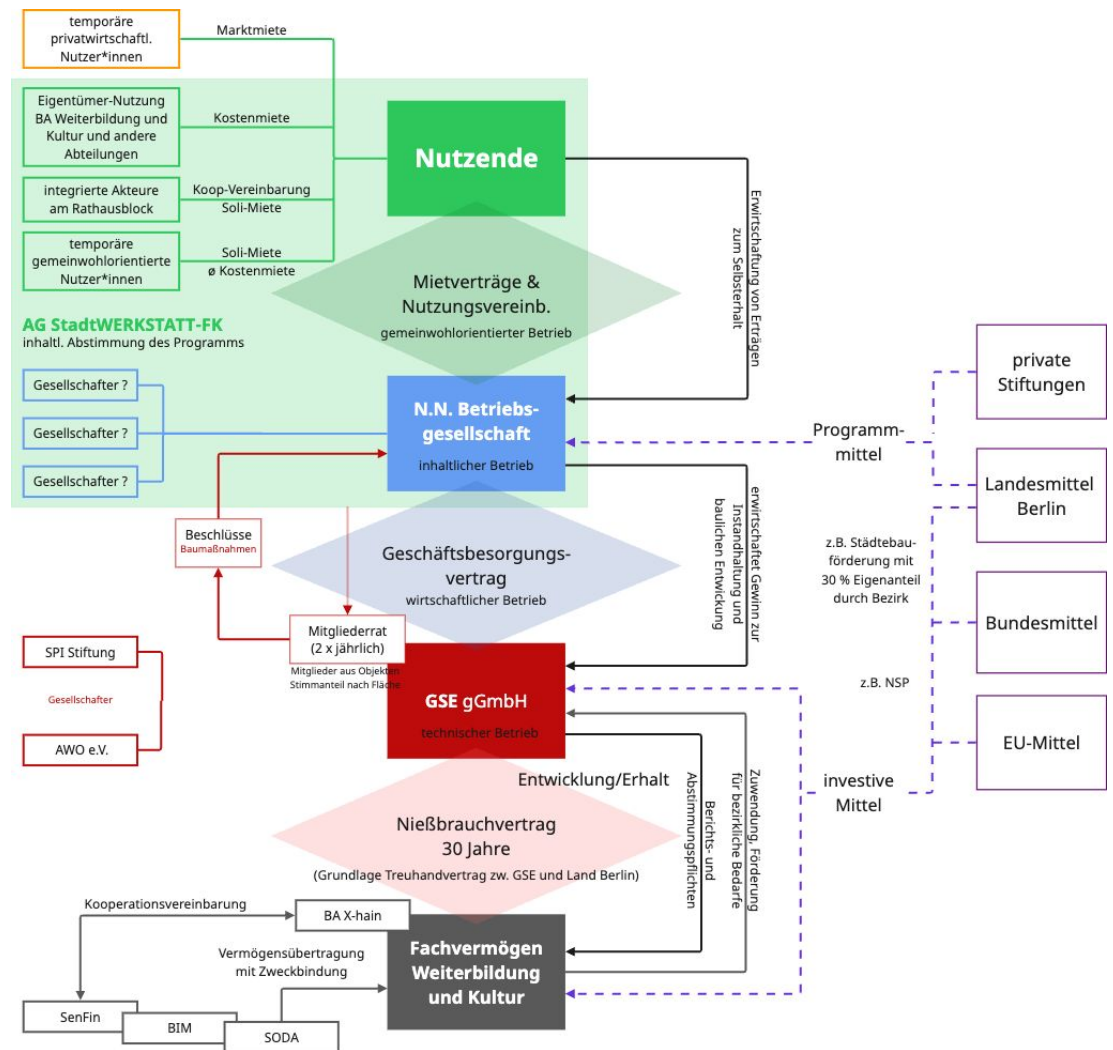 temporäre
privatwirtschaftl.
Nutzer*innen
Marktmiete
Eigentümer-Nutzung
BA Weiterbildung und
Kultur und andere
Abteilungen
Kostenmiete
Nutzende
integrierte Akteure
am Rathausblock
Koop-Vereinbarung
Soli-Miete
temporäre
gemeinwohlorientierte
Nutzer*innen
Soli-Miete
ø Kostenmiete
Erwirtschaftung von Erträgen
zum Selbsterhalt
Mietverträge &
Nutzungsvereinb.
gemeinwohlorientierter Betrieb
AG StadtWERKSTATT-FK
inhaltl. Abstimmung des Programms
Gesellschafter ?
Gesellschafter ?
Gesellschafter ?
N.N. Betriebs-
gesellschaft
inhaltlicher Betrieb
private
Stiftungen
Programm-
mittel
Landesmittel
Berlin
Beschlüsse
Baumaßnahmen
Geschäftsbesorgungs-
vertrag
wirtschaftlicher Betrieb
erwirtschaftet Gewinn zur
Instandhaltung und
baulichen Entwickung
z.B. Städtebau-
förderung mit
30 % Eigenanteil
durch Bezirk
Bundesmittel
Mitgliederrat
(2 x jährlich)
Mitglieder aus Objekten
Stimmanteil nach Fläche
SPI Stiftung
Gesellschafter
AWO e.V.
GSE gGmbH
technischer Betrieb
z.B. NSP
EU-Mittel
investive
Mittel
Entwicklung/Erhalt
Nießbrauchvertrag
30 Jahre
(Grundlage Treuhandvertrag zw. GSE und Land Berlin)
Berichts- und
Abstimmungspflichten
Zuwendung, Förderung
für bezirkliche Bedarfe
Kooperationsvereinbarung
BA X-hain
Vermögensübertragung
mit Zweckbindung
Fachvermögen
Weiterbildung
und Kultur
SenFin
BIM
SODA